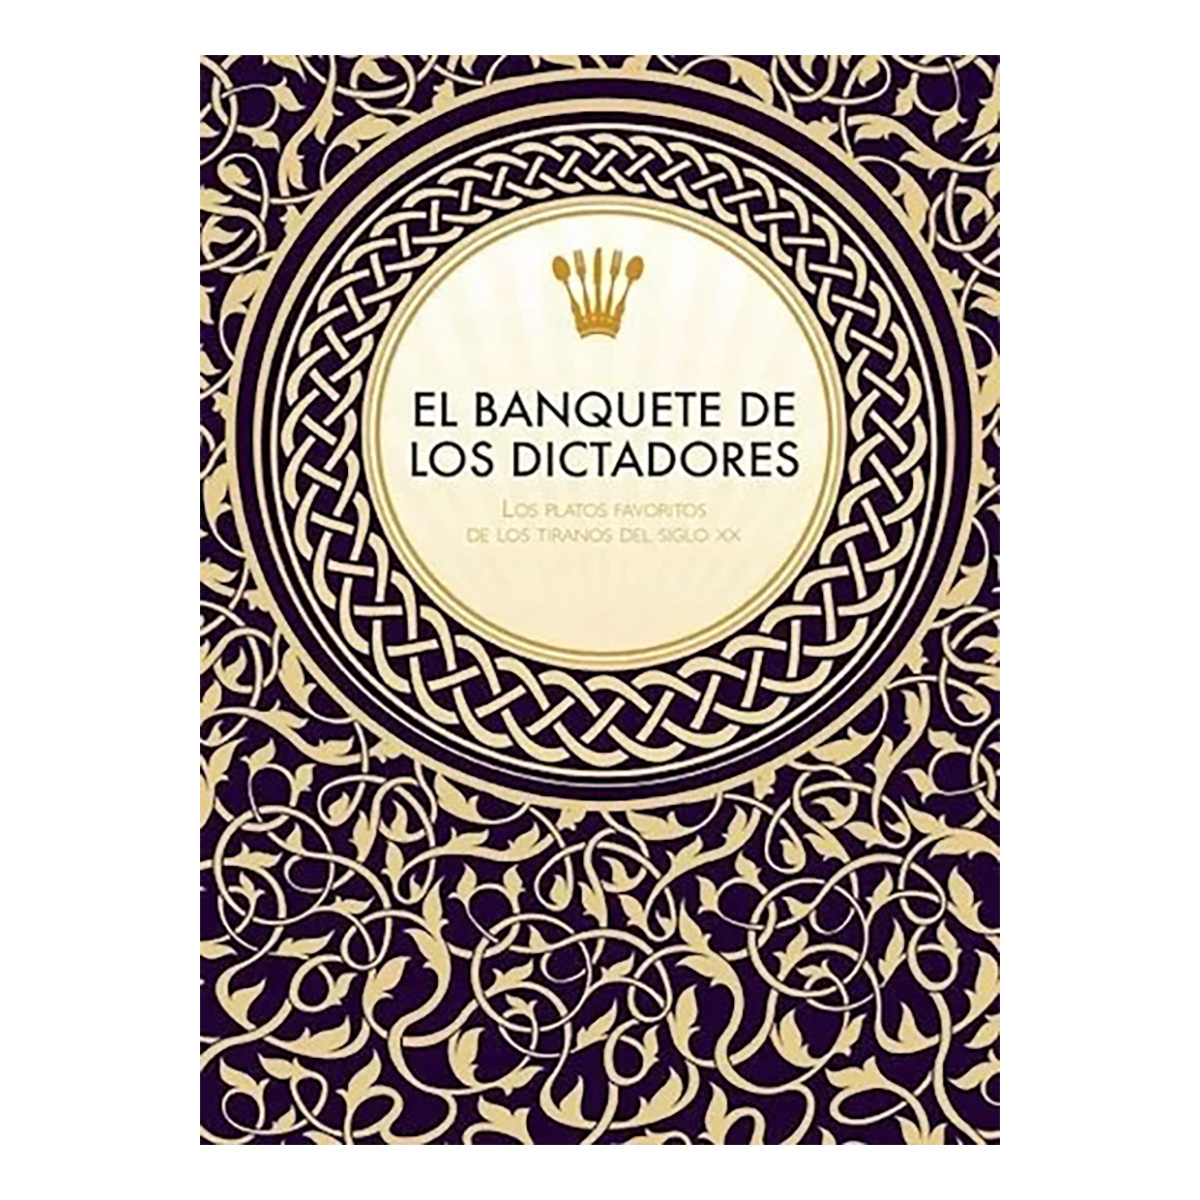 EL BANQUETE DE
LOS DICTADORES
LOS PLATOS FAVORITOS
DE LOS TIRANOS DEL SIGLO XX